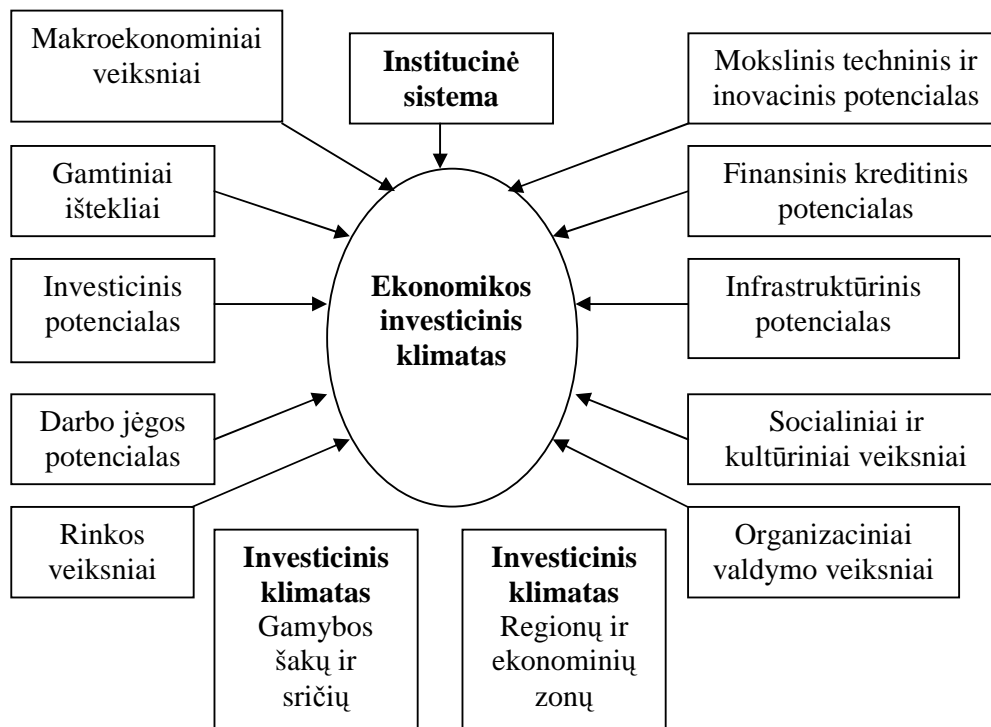 Makroekonominiai
veiksniai
Institucinė
sistema
Mokslinis techninis ir
inovacinis potencialas
Gamtiniai
ištekliai
Finansinis kreditinis
potencialas
Investicinis
potencialas
Ekonomikos
investicinis
klimatas
Infrastruktūrinis
potencialas
Darbo jėgos
potencialas
Socialiniai ir
kultūriniai veiksniai
Rinkos
veiksniai
Investicinis
klimatas
Gamybos
šakų ir
sričių
Investicinis
klimatas
Regionų ir
ekonominių
zonų
Organizaciniai
valdymo veiksniai